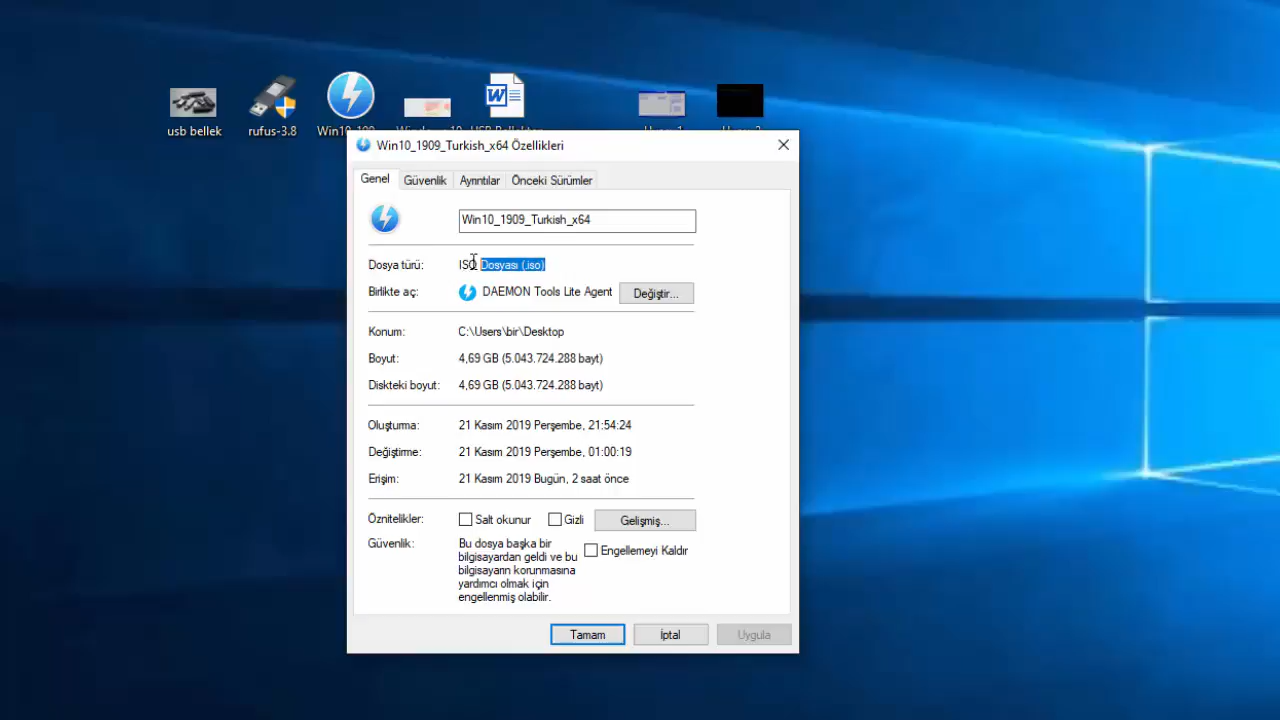 usb bellek
rufus-3.8
Win10_1909_Turkish_x64 Özellikleri
Genel
Güvenlik
Ayrıntılar
Önceki Sürümler
Win10_1909_Turkish_x64
Dosya türü: ISO Dosyası (.iso)
Birlikte aç: DAEMON Tools Lite Agent Değiştir...
Konum: C:\Users\bir\Desktop
Boyut: 4,69 GB (5.043.724.288 bayt)
Diskteki boyut: 4,69 GB (5.043.724.288 bayt)
Oluşturma: 21 Kasım 2019 Perşembe, 21:54:24
Değiştirme: 21 Kasım 2019 Perşembe, 01:00:19
Erişim: 21 Kasım 2019 Bugün, 2 saat önce
Öznitelikler: Salt okunur Gizli Gelişmiş...
Güvenlik: Bu dosya başka bir
bilgisayardan geldi ve bu
bilgisayarın korunmasına
yardımcı olmak için
engellenmiş olabilir.
Engellemeyi Kaldır
Tamam
İptal
Uygula